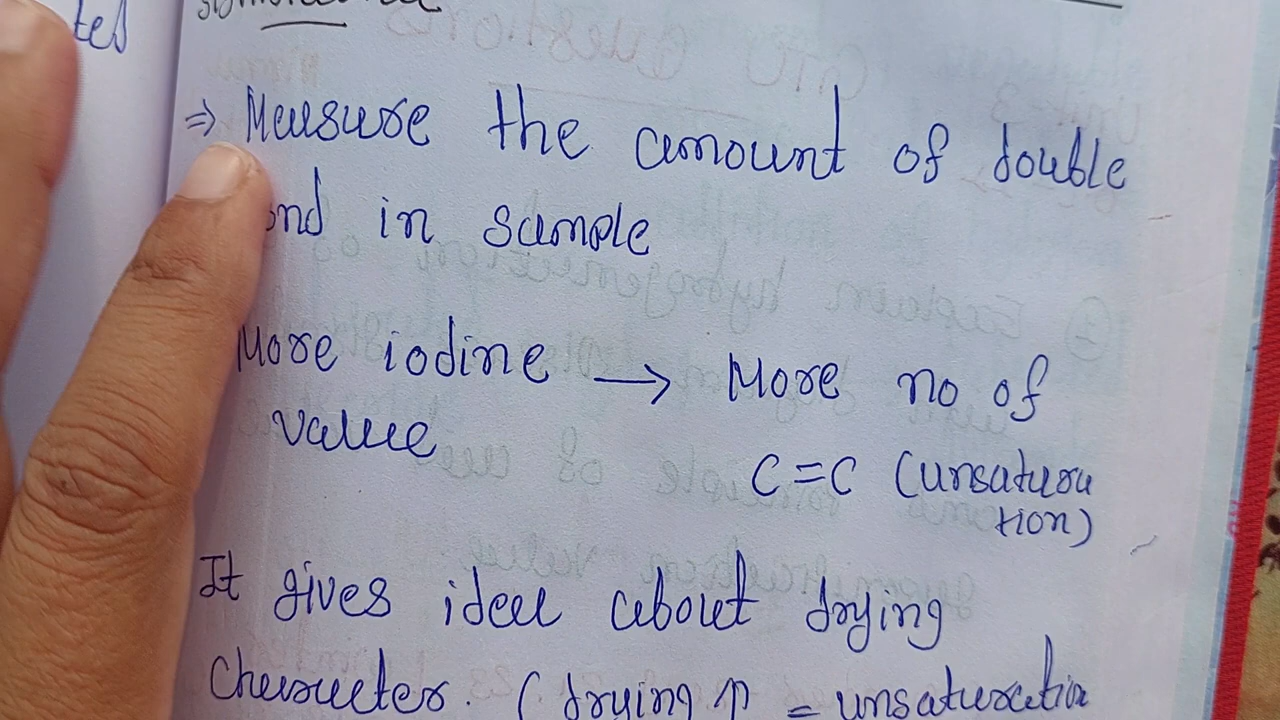 ted
⇒ Measure the amount of double
ond in sample
More iodine → More no of
value
C=C (unsatura
tion)
It gives idea about drying
Character. (drying ↑ = unsaturation